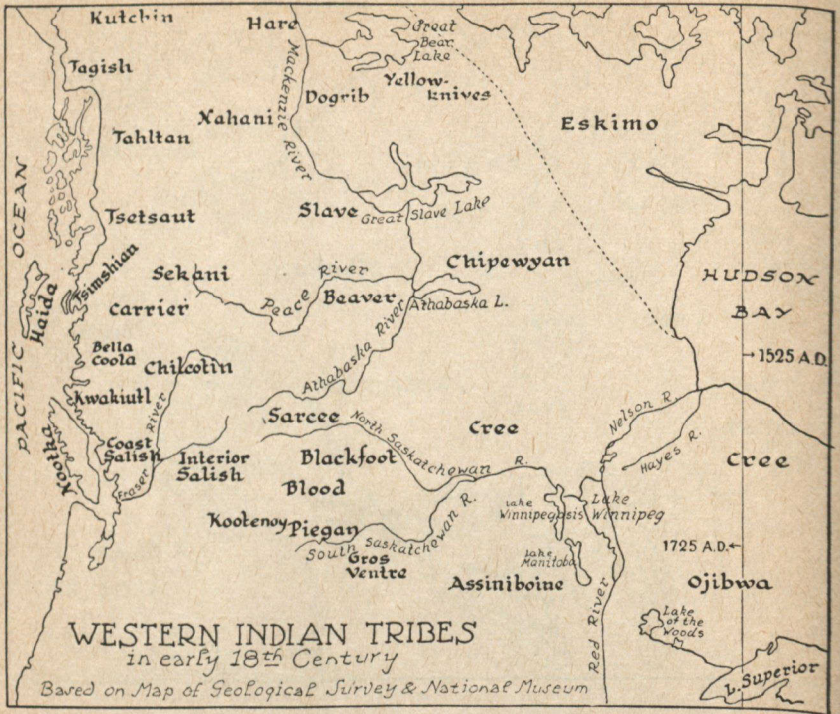 Kutchin
Hare
Great
Bear
Lake
Tagish
Mackenzie River
Yellow-
knives
Dogrib
Nahani
Tahltan
Eskimo
PACIFIC OCEAN
Tsetsaut
Slave
Great Slave Lake
Tsimshian
Sekani
Chipewyan
HUDSON
BAY
Haida
Carrier
Peace River
Beaver
Athabaska L.
Athabaska River
Bella
Coola
Chilcotin
→1525 A.D.
Kwakiutl
Sarcee
North Saskatchewan R.
Cree
Nelson R.
Hayes R.
Cree
Nootka
Coast
Salish
Fraser River
Interior
Salish
Blackfoot
Blood
Lake
Winnipegosis
Lake
Winnipeg
Kootenoy
Piegan
South Saskatchewan R.
Gros
Ventre
Lake
Manitoba
1725 A.D.←
Assiniboine
Ojibwa
Red River
Lake
of the
Woods
L. Superior
WESTERN INDIAN TRIBES
in early 18th Century
Based on Map of Geological Survey & National Museum